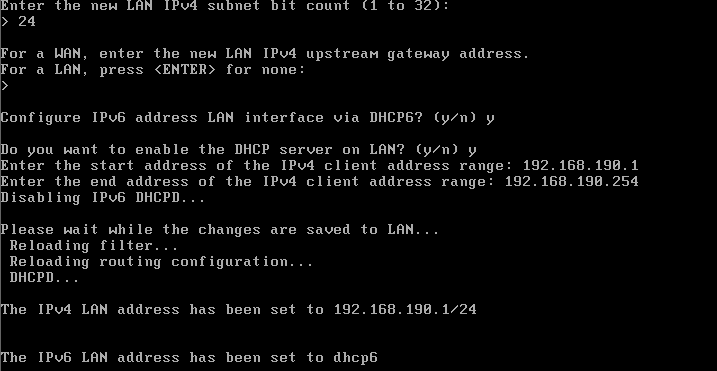 Enter the new LAN IPv4 subnet bit count (1 to 32):
> 24
For a WAN, enter the new LAN IPv4 upstream gateway address.
For a LAN, press <ENTER> for none:
>
Configure IPv6 address LAN interface via DHCP6? (y/n) y
Do you want to enable the DHCP server on LAN? (y/n) y
Enter the start address of the IPv4 client address range: 192.168.190.1
Enter the end address of the IPv4 client address range: 192.168.190.254
Disabling IPv6 DHCPD...
Please wait while the changes are saved to LAN...
Reloading filter...
Reloading routing configuration...
DHCPD...
The IPv4 LAN address has been set to 192.168.190.1/24
The IPv6 LAN address has been set to dhcp6